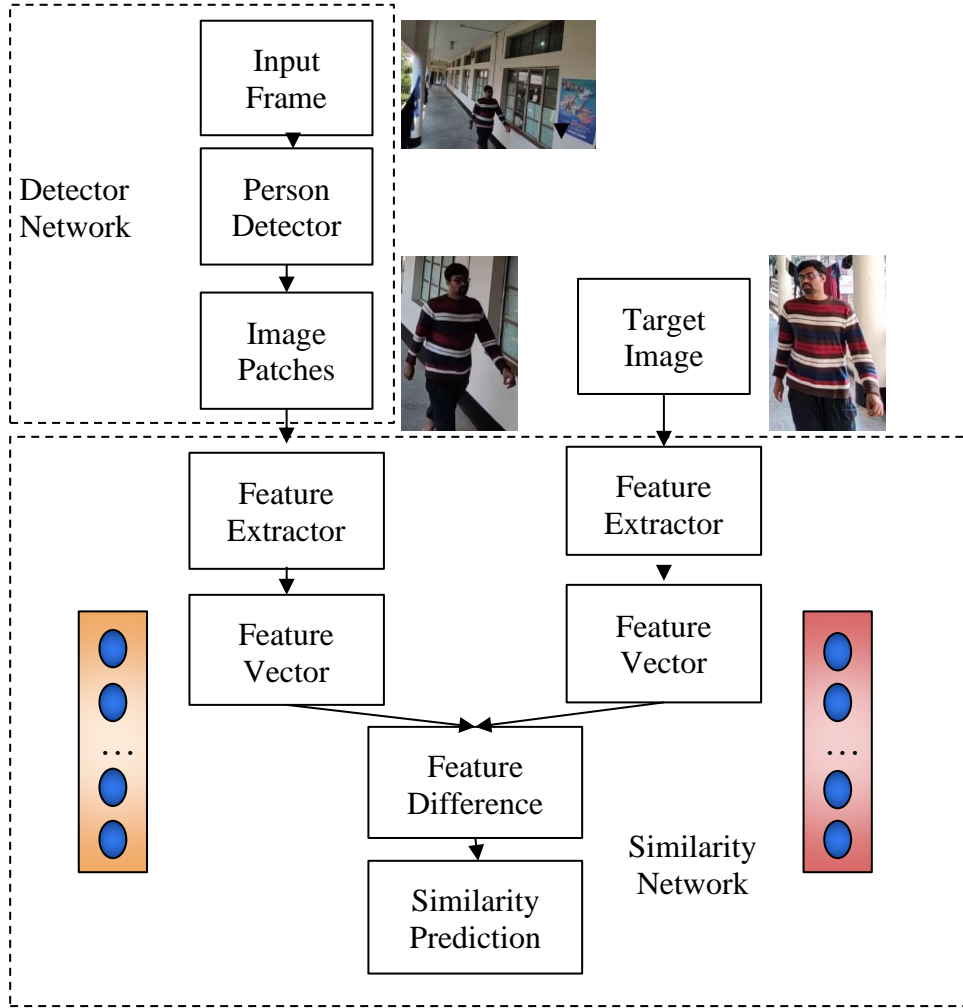 Input
Frame
Detector
Network
Person
Detector
Image
Patches
Target
Image
Feature
Extractor
Feature
Extractor
Feature
Vector
Feature
Vector
...
...
Feature
Difference
Similarity
Network
Similarity
Prediction